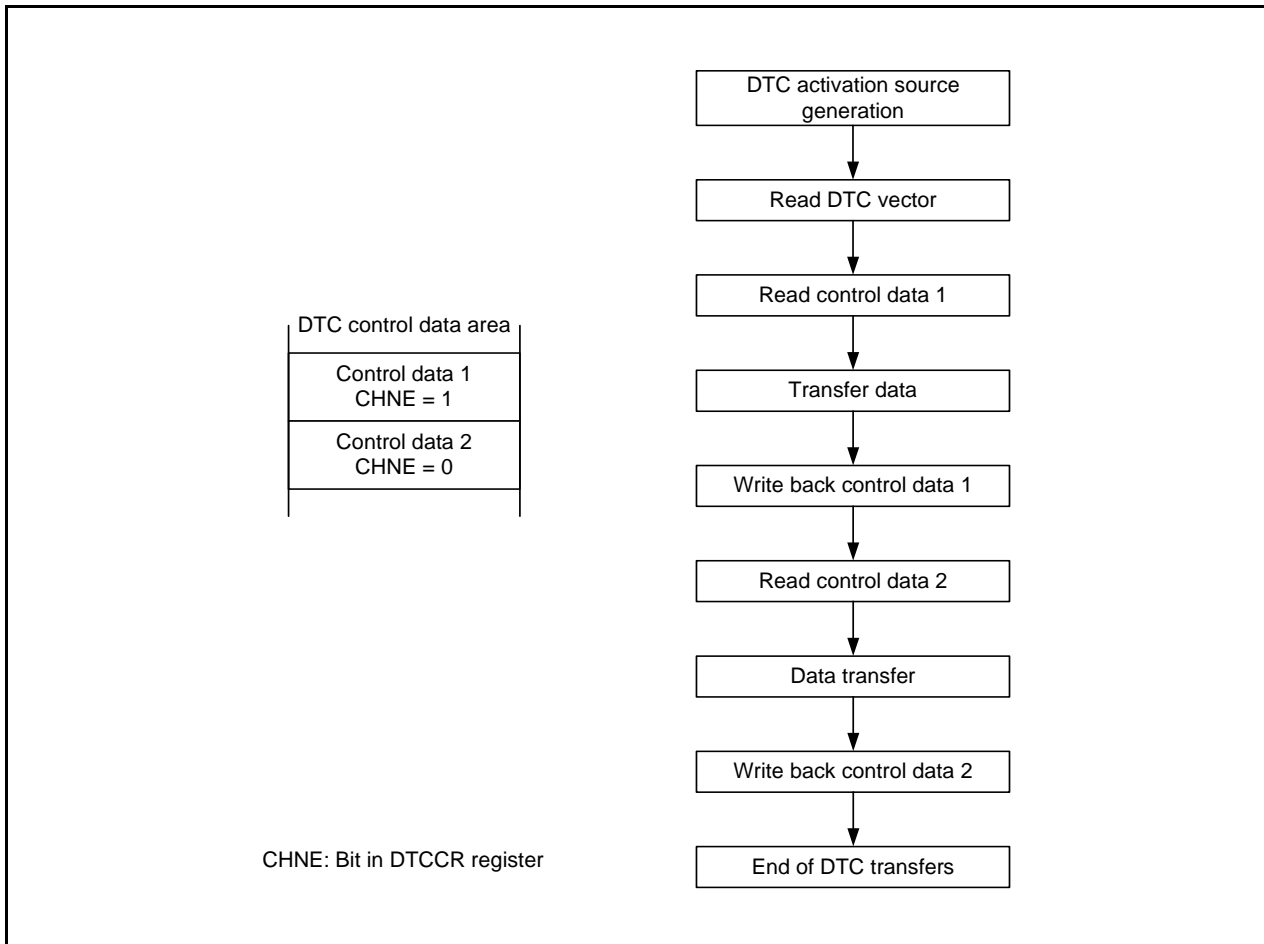 DTC activation source
generation
Read DTC vector
Read control data 1
Transfer data
Write back control data 1
Read control data 2
Data transfer
Write back control data 2
End of DTC transfers
DTC control data area
Control data 1
CHNE = 1
Control data 2
CHNE = 0
CHNE: Bit in DTCCR register